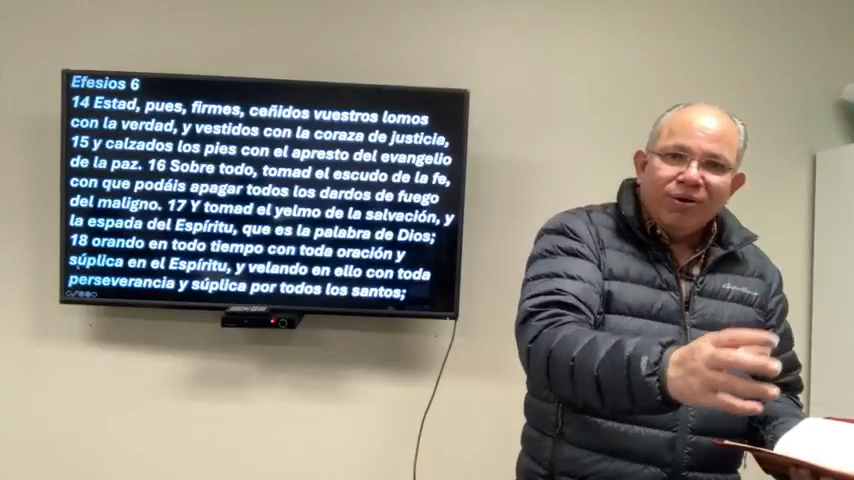 Efesios 6
14 Estad, pues, firmes, ceñidos vuestros lomos
con la verdad, y vestidos con la coraza de justicia,
15 y calzados los pies con el apresto del evangelio
de la paz. 16 Sobre todo, tomad el escudo de la fe,
con que podáis apagar todos los dardos de fuego
del maligno. 17 Y tomad el yelmo de la salvación, y
la espada del Espíritu, que es la palabra de Dios;
18 orando en todo tiempo con toda oración y
súplica en el Espíritu, y velando en ello con toda
perseverancia y súplica por todos los santos;